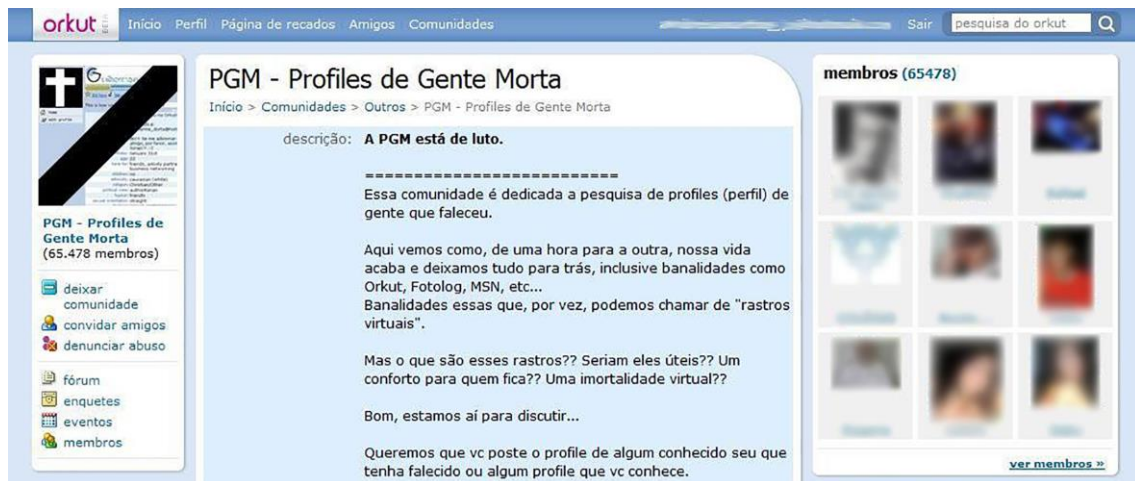 orkut BETA Início Perfil Página de recados Amigos Comunidades Sair pesquisa do orkut
PGM - Profiles de
Gente Morta
(65.478 membros)
deixar
comunidade
convidar amigos
denunciar abuso
fórum
enquetes
eventos
membros
PGM - Profiles de Gente Morta
Início > Comunidades > Outros > PGM - Profiles de Gente Morta
descrição: A PGM está de luto.
==========================
Essa comunidade é dedicada a pesquisa de profiles (perfil) de
gente que faleceu.
Aqui vemos como, de uma hora para a outra, nossa vida
acaba e deixamos tudo para trás, inclusive banalidades como
Orkut, Fotolog, MSN, etc...
Banalidades essas que, por vez, podemos chamar de "rastros
virtuais".
Mas o que são esses rastros?? Seriam eles úteis?? Um
conforto para quem fica?? Uma imortalidade virtual??
Bom, estamos aí para discutir...
Queremos que vc poste o profile de algum conhecido seu que
tenha falecido ou algum profile que vc conhece.
membros (65478)
ver membros »